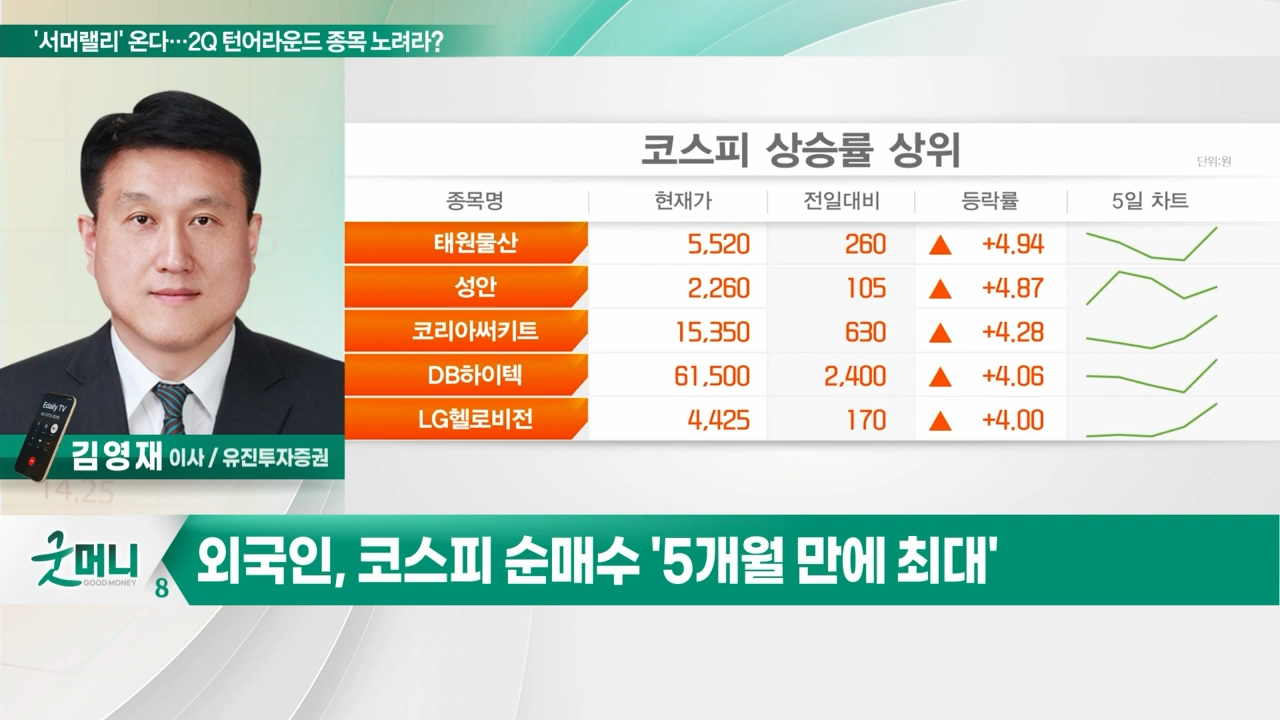 '서머랠리' 온다…2Q 턴어라운드 종목 노려라?
코스피 상승률 상위
단위:원
종목명 현재가 전일대비 등락률 5일 차트
태원물산 5,520 260 ▲ +4.94
성안 2,260 105 ▲ +4.87
코리아써키트 15,350 630 ▲ +4.28
DB하이텍 61,500 2,400 ▲ +4.06
LG헬로비전 4,425 170 ▲ +4.00
Edaily TV
김영재 이사 / 유진투자증권
14.25
굿머니
GOOD MONEY
8
외국인, 코스피 순매수 '5개월 만에 최대'